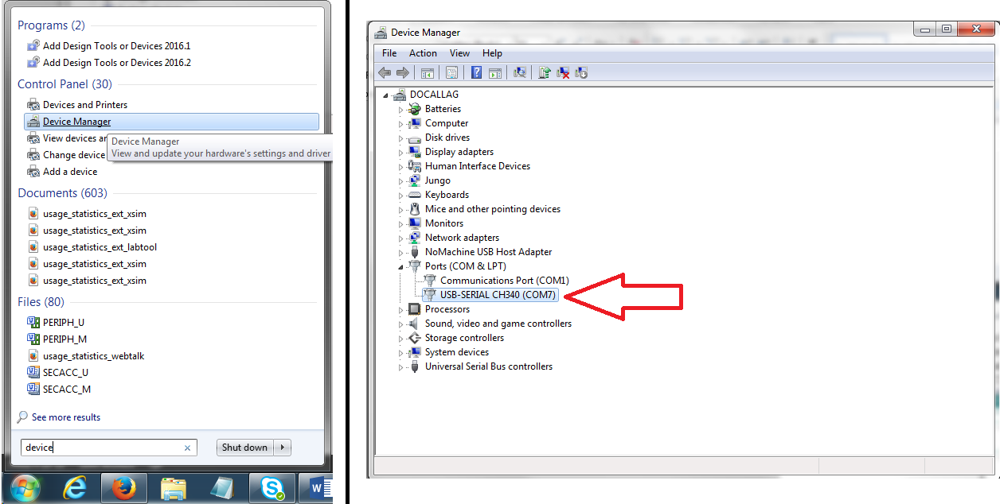 Programs (2)
Add Design Tools or Devices 2016.1
Add Design Tools or Devices 2016.2
Control Panel (30)
Devices and Printers
Device Manager
View devices ar
Change device
Add a device
Device Manager
View and update your hardware's settings and driver
Documents (603)
usage_statistics_ext_xsim
usage_statistics_ext_xsim
usage_statistics_ext_labtool
usage_statistics_ext_xsim
usage_statistics_ext_xsim
Files (80)
PERIPH_U
PERIPH_M
usage_statistics_webtalk
SECACC_U
SECACC_M
See more results
device
Shut down
Device Manager
File Action View Help
DOCALLAG
Batteries
Computer
Disk drives
Display adapters
Human Interface Devices
Jungo
Keyboards
Mice and other pointing devices
Monitors
Network adapters
NoMachine USB Host Adapter
Ports (COM & LPT)
Communications Port (COM1)
USB-SERIAL CH340 (COM7)
Processors
Sound, video and game controllers
Storage controllers
System devices
Universal Serial Bus controllers